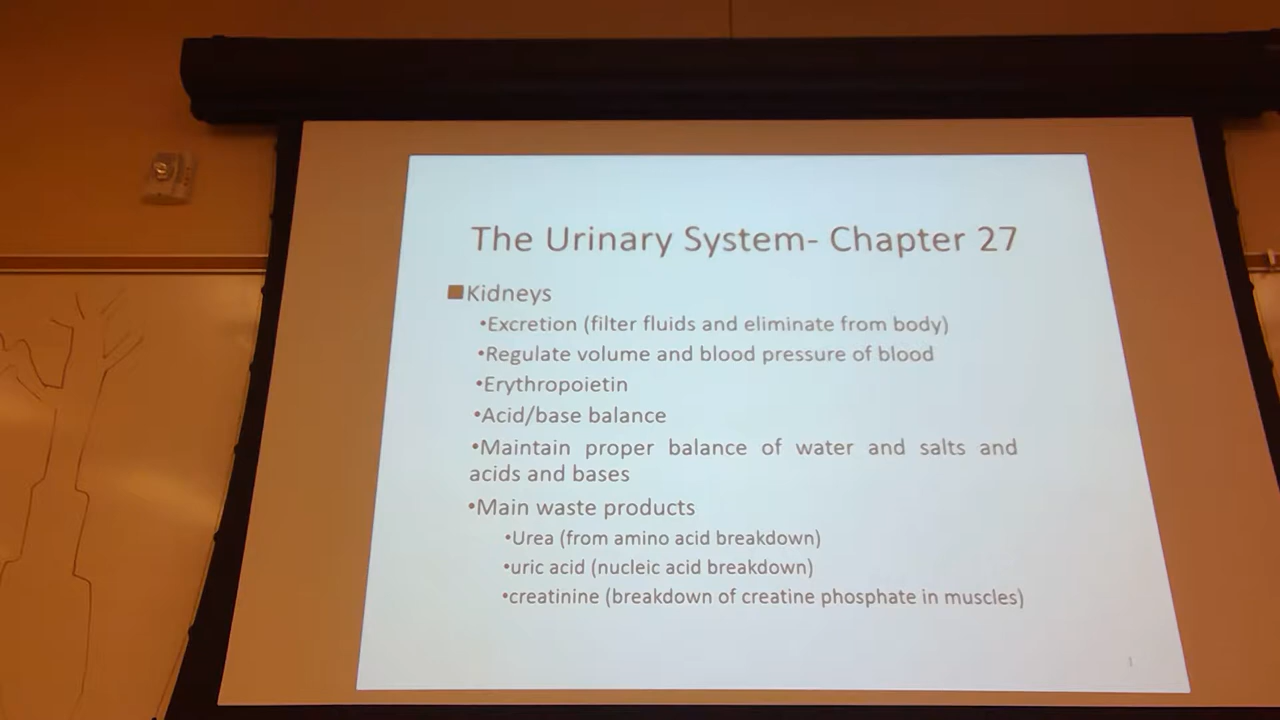 The Urinary System- Chapter 27
■Kidneys
•Excretion (filter fluids and eliminate from body)
•Regulate volume and blood pressure of blood
•Erythropoietin
•Acid/base balance
•Maintain proper balance of water and salts and
acids and bases
•Main waste products
•Urea (from amino acid breakdown)
•uric acid (nucleic acid breakdown)
•creatinine (breakdown of creatine phosphate in muscles)
1